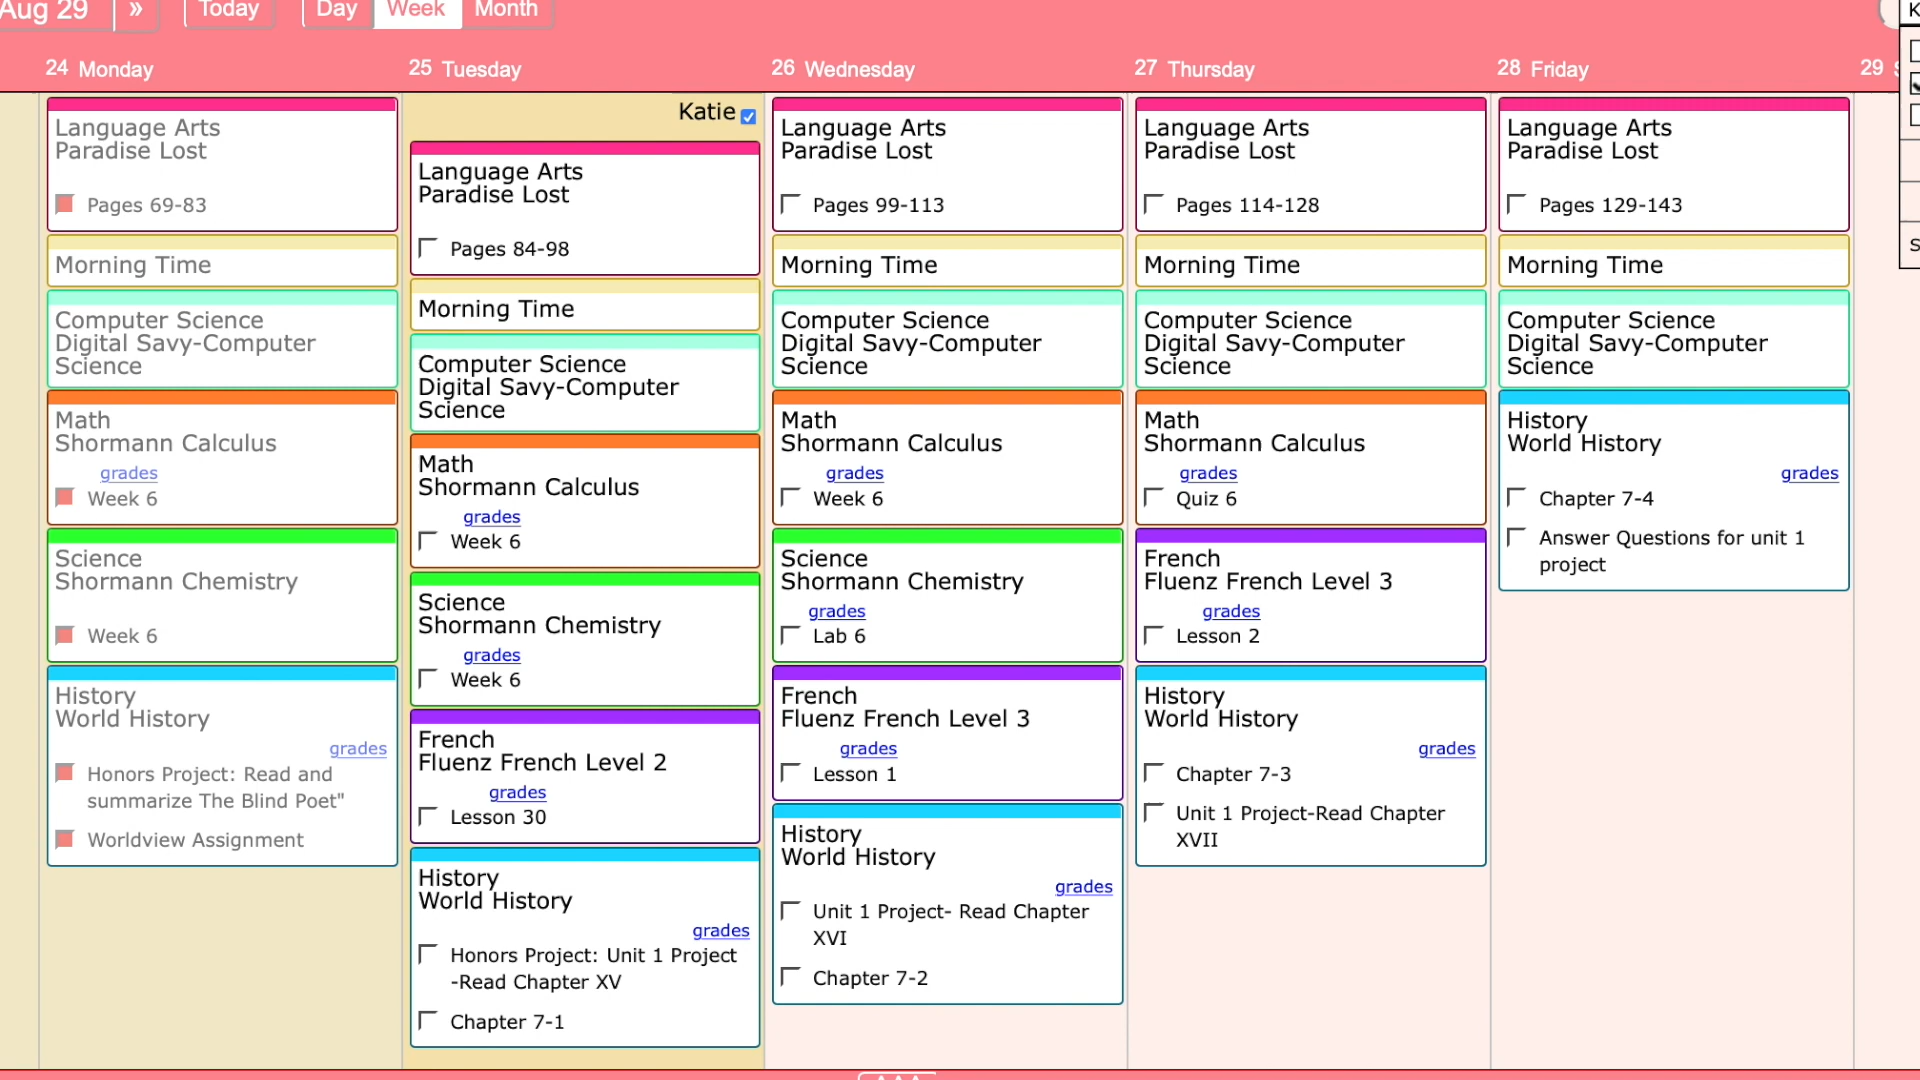 Aug 29 » Today Day Week Month
24 Monday
25 Tuesday
26 Wednesday
27 Thursday
28 Friday
29
Language Arts
Paradise Lost
Pages 69-83
Morning Time
Computer Science
Digital Savy-Computer
Science
Math
Shormann Calculus
grades
Week 6
Science
Shormann Chemistry
Week 6
History
World History
grades
Honors Project: Read and
summarize The Blind Poet"
Worldview Assignment
Katie
Language Arts
Paradise Lost
Pages 84-98
Morning Time
Computer Science
Digital Savy-Computer
Science
Math
Shormann Calculus
grades
Week 6
Science
Shormann Chemistry
grades
Week 6
French
Fluenz French Level 2
grades
Lesson 30
History
World History
grades
Honors Project: Unit 1 Project
-Read Chapter XV
Chapter 7-1
Language Arts
Paradise Lost
Pages 99-113
Morning Time
Computer Science
Digital Savy-Computer
Science
Math
Shormann Calculus
grades
Week 6
Science
Shormann Chemistry
grades
Lab 6
French
Fluenz French Level 3
grades
Lesson 1
History
World History
grades
Unit 1 Project- Read Chapter
XVI
Chapter 7-2
Language Arts
Paradise Lost
Pages 114-128
Morning Time
Computer Science
Digital Savy-Computer
Science
Math
Shormann Calculus
grades
Quiz 6
French
Fluenz French Level 3
grades
Lesson 2
History
World History
grades
Chapter 7-3
Unit 1 Project-Read Chapter
XVII
Language Arts
Paradise Lost
Pages 129-143
Morning Time
Computer Science
Digital Savy-Computer
Science
History
World History
grades
Chapter 7-4
Answer Questions for unit 1
project